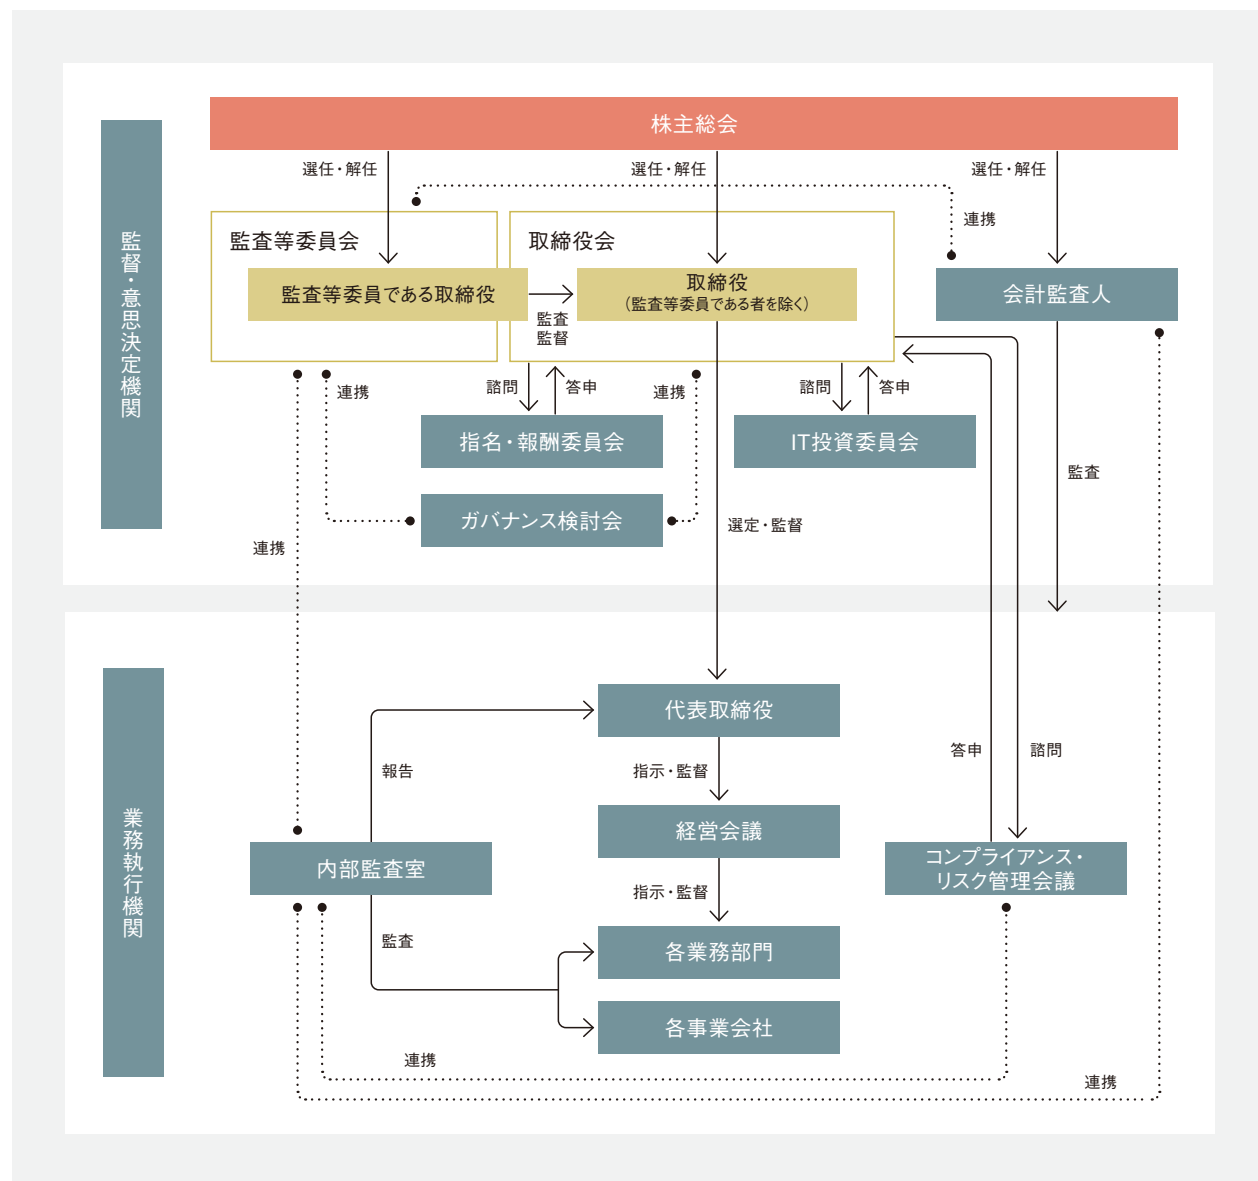 株主総会
選任・解任
選任・解任
選任・解任
連携
監督・意思決定機関
監査等委員会
取締役会
監査等委員である取締役
取締役
(監査等委員である者を除く)
会計監査人
監査
監督
連携
諮問
答申
連携
諮問
答申
指名・報酬委員会
IT投資委員会
監査
ガバナンス検討会
選定・監督
連携
業務執行機関
代表取締役
答申
諮問
報告
指示・監督
経営会議
内部監査室
コンプライアンス・
リスク管理会議
指示・監督
監査
各業務部門
各事業会社
連携
連携